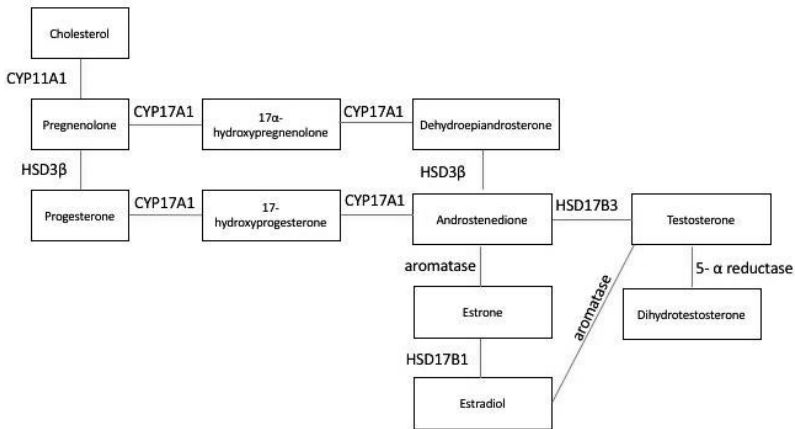 Cholesterol
CYP11A1
CYP17A1
17α-
CYP17A1
Pregnenolone
hydroxypregnenolone
Dehydroepiandrosterone
HSD3β
HSD3β
CYP17A1
17-
CYP17A1
HSD17B3
Progesterone
hydroxyprogesterone
Androstenedione
Testosterone
aromatase
5- α reductase
aromatase
Estrone
Dihydrotestosterone
HSD17B1
Estradiol